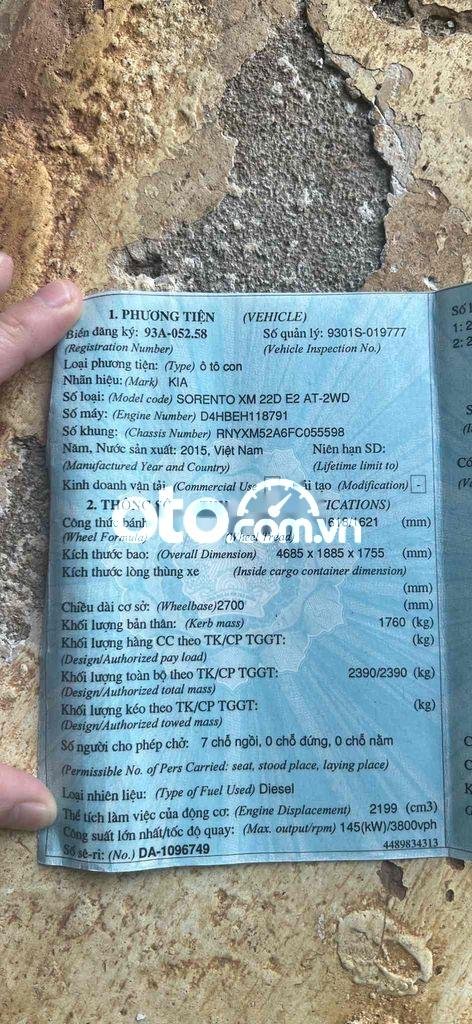 1. PHƯƠNG TIỆN (VEHICLE)
Biển đăng ký: 93A-052.58 Số quản lý: 9301S-019777
(Registration Number) (Vehicle Inspection No.)
Loại phương tiện: (Type) ô tô con
Nhãn hiệu: (Mark) KIA
Số loại: (Model code) SORENTO XM 22D E2 AT-2WD
Số máy: (Engine Number) D4HBEH118791
Số khung: (Chassis Number) RNYXM52A6FC055598
Năm, Nước sản xuất: 2015, Việt Nam Niên hạn SD:
(Manufactured Year and Country) (Lifetime limit to)
Kinh doanh vận tải (Commercial Use tạo (Modification) -
2. THÔNG
Công thức bánh 1618/1621 (mm)
(Wheel Formula) (Wheel Tread)
oto.com.vn
Kích thước bao: (Overall Dimension) 4685 x 1885 x 1755 (mm)
Kích thước lòng thùng xe (Inside cargo container dimension)
(mm)
Chiều dài cơ sở: (Wheelbase)2700 (mm)
Khối lượng bản thân: (Kerb mass) 1760 (kg)
Khối lượng hàng CC theo TK/CP TGGT: (kg)
(Design/Authorized pay load)
Khối lượng toàn bộ theo TK/CP TGGT: 2390/2390 (kg)
(Design/Authorized total mass)
Khối lượng kéo theo TK/CP TGGT: (kg)
(Design/Authorized towed mass)
Số người cho phép chở: 7 chỗ ngồi, 0 chỗ đứng, 0 chỗ nằm
(Permissible No. of Pers Carried: seat, stood place, laying place)
Loại nhiên liệu: (Type of Fuel Used) Diesel
Thể tích làm việc của động cơ: (Engine Displacement) 2199 (cm3)
Công suất lớn nhất/tốc độ quay: (Max. output/rpm) 145(kW)/3800vph
Số sê-ri: (No.) DA-1096749 4489834313